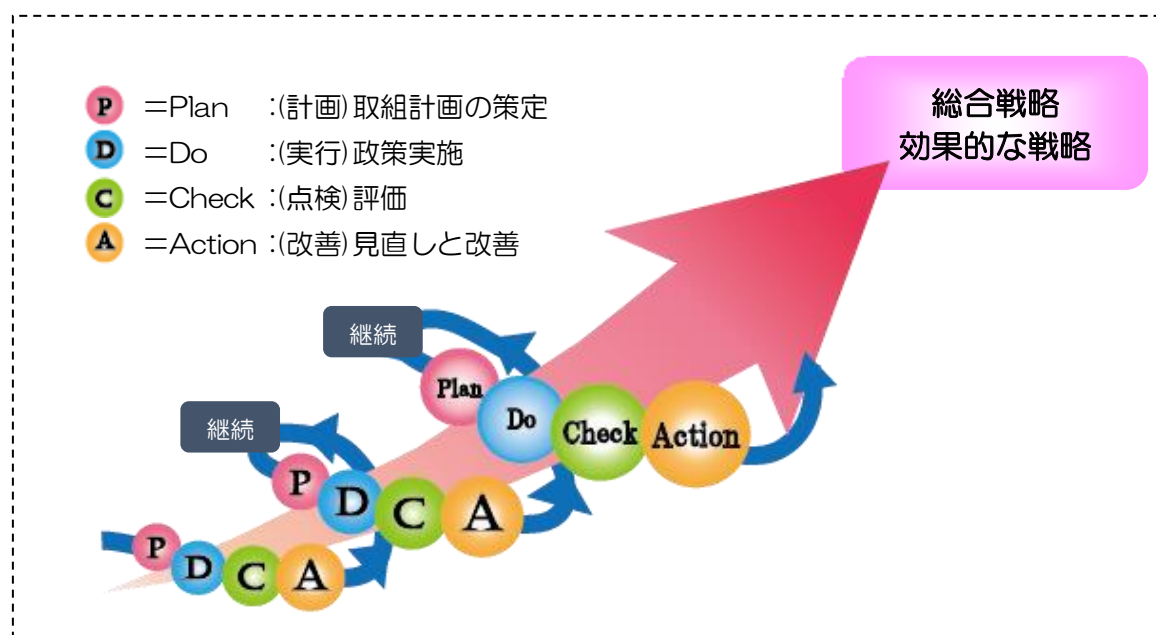 P =Plan :(計画)取組計画の策定
D =Do :(実行)政策実施
C =Check :(点検)評価
A =Action :(改善)見直しと改善
総合戦略
効果的な戦略
継続
Plan
Do
Check
Action
継続
P
D
C
A
P
D
C
A